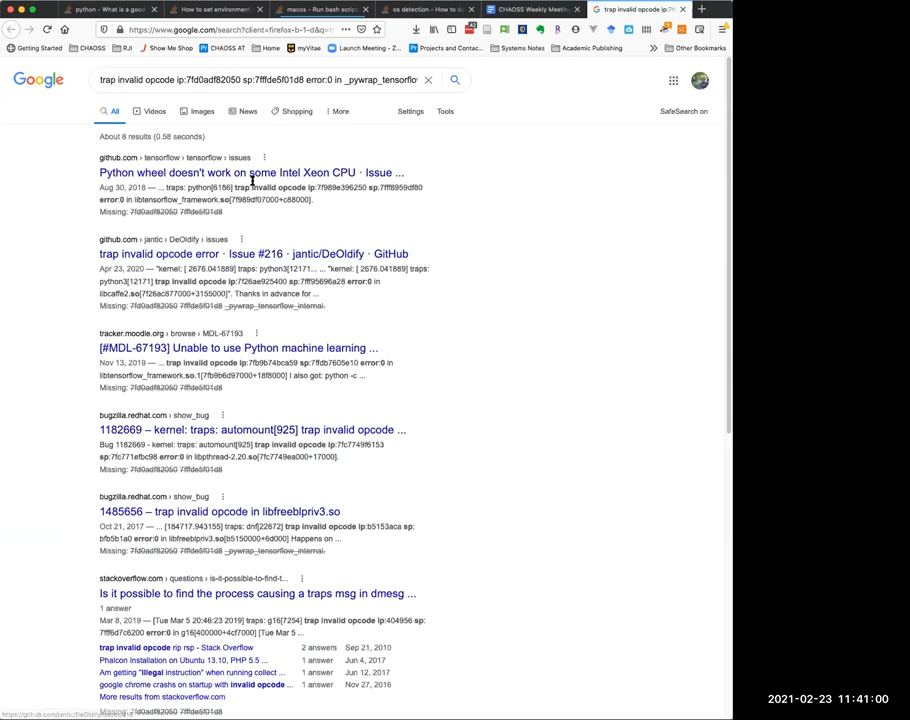 python - What is a good
How to set environment
macos - Run bash script
os detection - How to d
CHAOSS Weekly Meetin
trap invalid opcode ip:7
https://www.google.com/search?client=firefox-b-1-d&q=t
Getting Started
CHAOSS
RJI
Show Me Shop
CHAOSS AT
Home
myVitae
Launch Meeting - Z...
Projects and Contac...
Systems Notes
Academic Publishing
Other Bookmarks
Google
trap invalid opcode ip:7fd0adf82050 sp:7fffde5f01d8 error:0 in _pywrap_tensorflo
All
Videos
Images
News
Shopping
More
Settings
Tools
SafeSearch on
About 8 results (0.58 seconds)
github.com › tensorflow › tensorflow › issues
Python wheel doesn't work on some Intel Xeon CPU · Issue ...
Aug 30, 2018 — ... traps: python[6186] trap invalid opcode ip:7f989e396250 sp:7fff8959df80
error:0 in libtensorflow_framework.so[7f989df07000+c88000].
Missing: 7fd0adf82050 7fffde5f01d8
github.com › jantic › DeOldify › issues
trap invalid opcode error · Issue #216 · jantic/DeOldify · GitHub
Apr 23, 2020 — "kernel: [ 2676.041889] traps: python3[12171... ... "kernel: [ 2676.041889] traps:
python3[12171] trap invalid opcode ip:7f26ae925400 sp:7fff95696a28 error:0 in
libcaffe2.so[7f26ac877000+3155000]". Thanks in advance for ...
Missing: 7fd0adf82050 7fffde5f01d8 _pywrap_tensorflow_internal.
tracker.moodle.org › browse › MDL-67193
[#MDL-67193] Unable to use Python machine learning ...
Nov 13, 2019 — ... trap invalid opcode ip:7fb9b74bca59 sp:7ffdb7605e10 error:0 in
libtensorflow_framework.so.1[7fb9b6d97000+18f8000] I also got: python -c ...
Missing: 7fd0adf82050 7fffde5f01d8
bugzilla.redhat.com › show_bug
1182669 – kernel: traps: automount[925] trap invalid opcode ...
Bug 1182669 - kernel: traps: automount[925] trap invalid opcode ip:7fc7749f6153
sp:7fc771efbc98 error:0 in libpthread-2.20.so[7fc7749ea000+17000].
Missing: 7fd0adf82050 7fffde5f01d8
bugzilla.redhat.com › show_bug
1485656 – trap invalid opcode in libfreeblpriv3.so
Oct 21, 2017 — ... [184717.943155] traps: dnf[22672] trap invalid opcode ip:b5153aca sp:
bfb5b1a0 error:0 in libfreeblpriv3.so[b5150000+6d000] Happens on ...
Missing: 7fd0adf82050 7fffde5f01d8 _pywrap_tensorflow_internal.
stackoverflow.com › questions › is-it-possible-to-find-t...
Is it possible to find the process causing a traps msg in dmesg ...
1 answer
Mar 8, 2019 — [Tue Mar 5 20:46:23 2019] traps: g16[7254] trap invalid opcode ip:404956 sp:
7fff6d7c6200 error:0 in g16[400000+4cf7000] [Tue Mar 5 ...
trap invalid opcode rip rsp - Stack Overflow 2 answers Sep 21, 2010
Phalcon Installation on Ubuntu 13.10, PHP 5.5 ... 1 answer Jun 4, 2017
Am getting "Illegal instruction" when running collect ... 1 answer Jun 12, 2017
google chrome crashes on startup with invalid opcode ... 1 answer Nov 27, 2016
More results from stackoverflow.com
Missing: 7fd0adf82050 7fffde5f01d8
2021-02-23 11:41:00